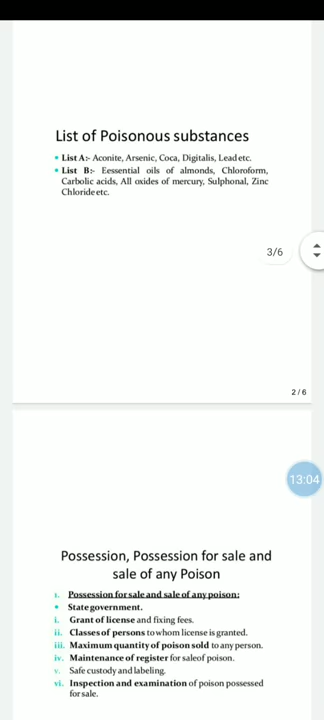 List of Poisonous substances
• List A:- Aconite, Arsenic, Coca, Digitalis, Lead etc.
• List B:- Eessential oils of almonds, Chloroform,
Carbolic acids, All oxides of mercury, Sulphonal, Zinc
Chloride etc.
3/6
2 / 6
13:04
Possession, Possession for sale and
sale of any Poison
1. Possession for sale and sale of any poison:
• State government.
i. Grant of license and fixing fees.
ii. Classes of persons to whom license is granted.
iii. Maximum quantity of poison sold to any person.
iv. Maintenance of register for saleof poison.
v. Safe custody and labeling.
vi. Inspection and examination of poison possessed
for sale.